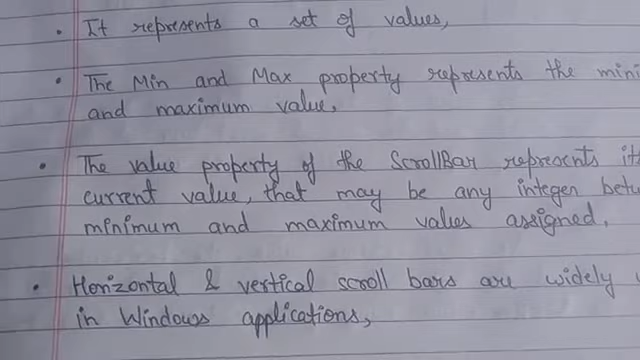 • It represents a set of values,
• The Min and Max property represents the mini
and maximum value.
• The value property of the ScrollBar represents its
current value, that may be any integer betw
minimum and maximum values assigned.
• Horizontal & vertical scroll bars are widely
in Windows applications,